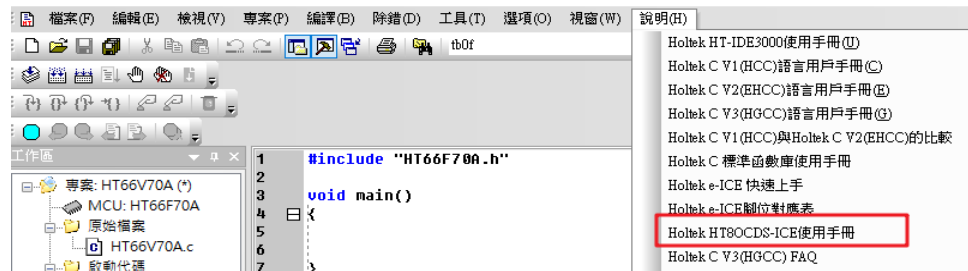 檔案(F) 編輯(E) 檢視(V) 專案(P) 編譯(B) 除錯(D) 工具(T) 選項(O) 視窗(W) 說明(H)
tb0f
Holtek HT-IDE3000使用手冊(U)
Holtek C V1(HCC)語言用戶手冊(C)
Holtek C V2(EHCC)語言用戶手冊(E)
Holtek C V3(HGCC)語言用戶手冊(G)
Holtek C V1(HCC)與Holtek C V2(EHCC)的比較
Holtek C 標準函數庫使用手冊
Holtek e-ICE 快速上手
Holtek e-ICE腳位對應表
Holtek HT8OCDS-ICE使用手冊
Holtek C V3(HGCC) FAQ
工作區
專案: HT66V70A (*)
MCU: HT66F70A
原始檔案
HT66V70A.c
啟動代碼
1 #include "HT66F70A.h"
2
3 void main()
4 {
5
6
7 }